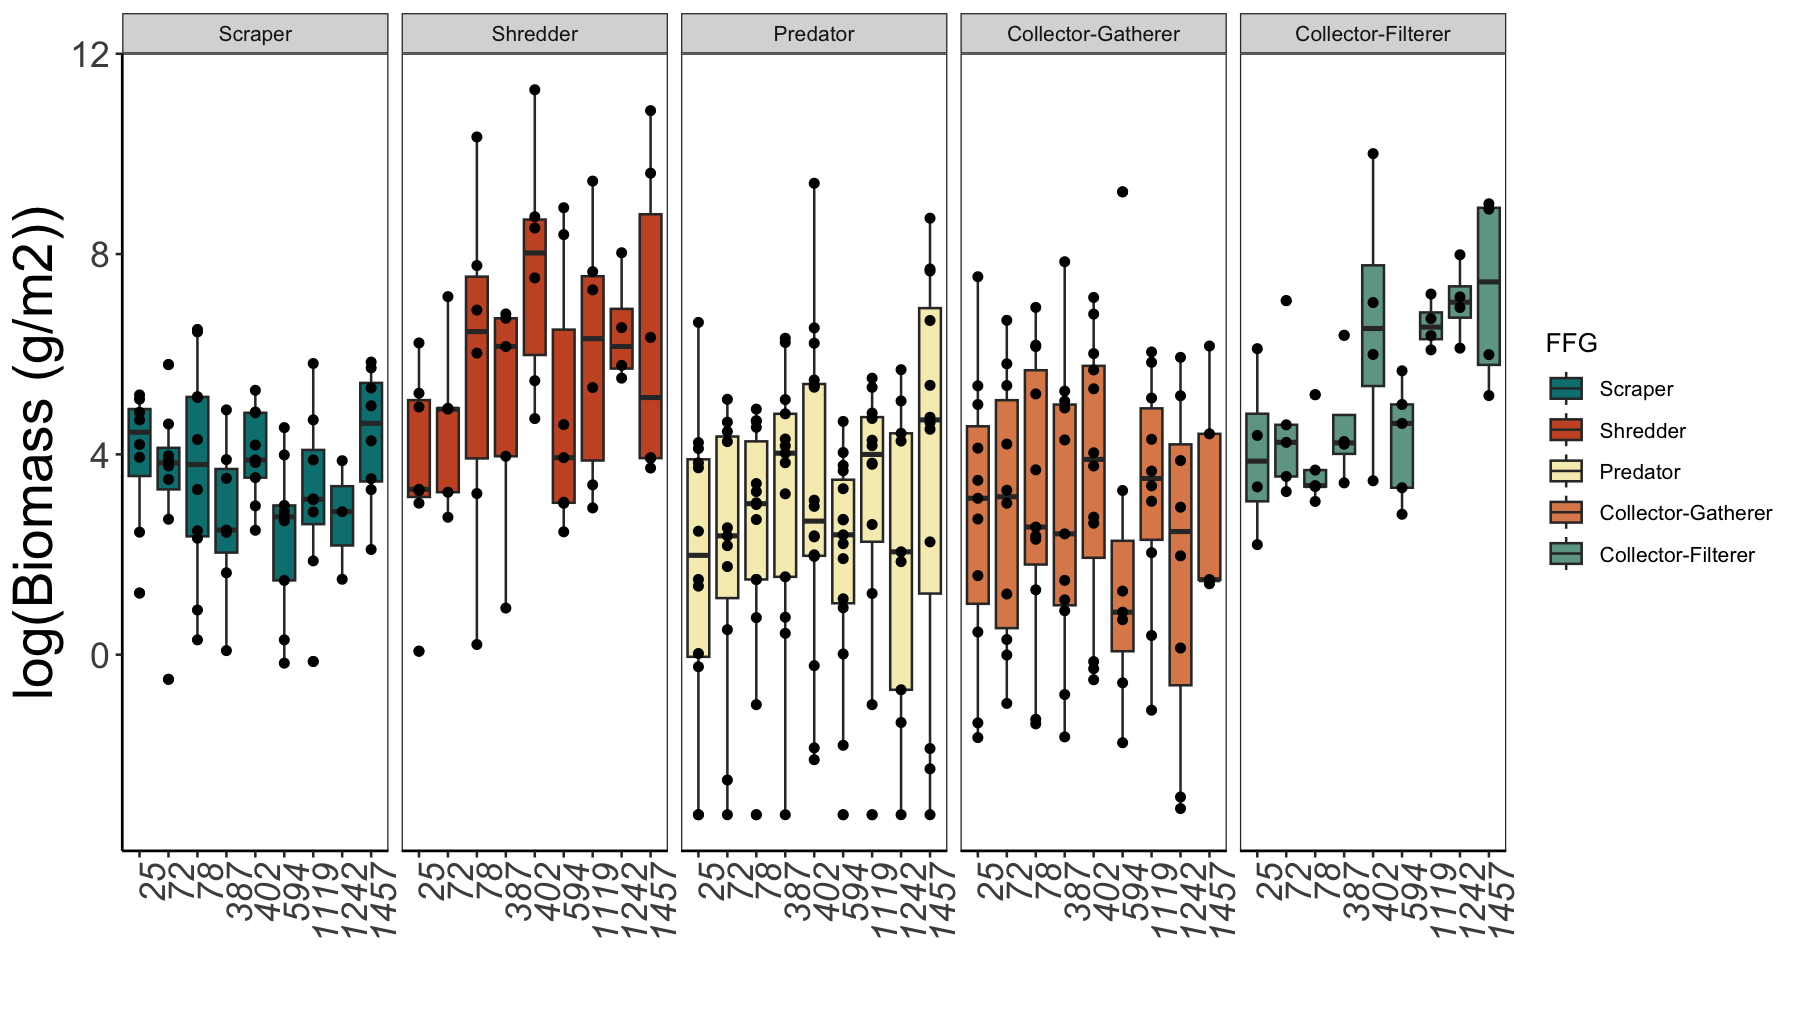 Scraper Shredder Predator Collector-Gatherer Collector-Filterer
log(Biomass (g/m2))
12
8
4
0
25 72 78 387 402 594 1119 1242 1457
25 72 78 387 402 594 1119 1242 1457
25 72 78 387 402 594 1119 1242 1457
25 72 78 387 402 594 1119 1242 1457
25 72 78 387 402 594 1119 1242 1457
FFG
Scraper
Shredder
Predator
Collector-Gatherer
Collector-Filterer